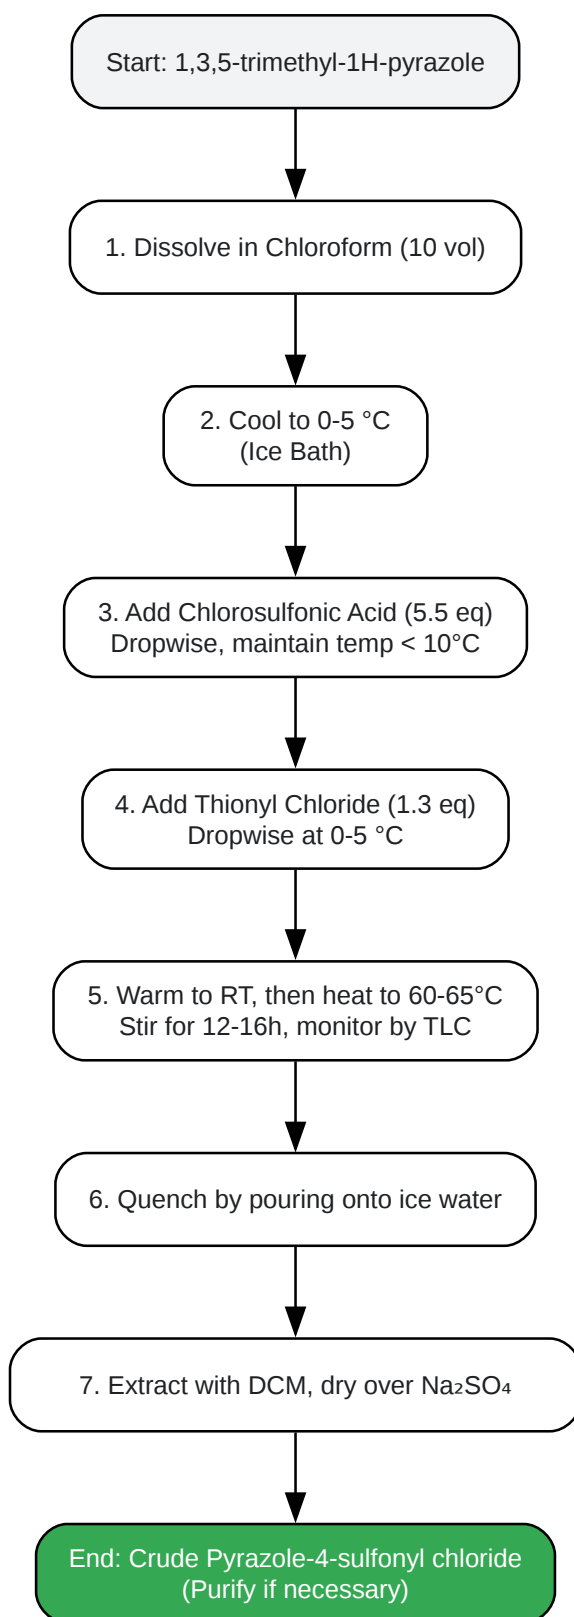 Start: 1,3,5-trimethyl-1H-pyrazole
1. Dissolve in Chloroform (10 vol)
2. Cool to 0-5 °C
(Ice Bath)
3. Add Chlorosulfonic Acid (5.5 eq)
Dropwise, maintain temp < 10°C
4. Add Thionyl Chloride (1.3 eq)
Dropwise at 0-5 °C
5. Warm to RT, then heat to 60-65°C
Stir for 12-16h, monitor by TLC
6. Quench by pouring onto ice water
7. Extract with DCM, dry over Na₂SO₄
End: Crude Pyrazole-4-sulfonyl chloride
(Purify if necessary)